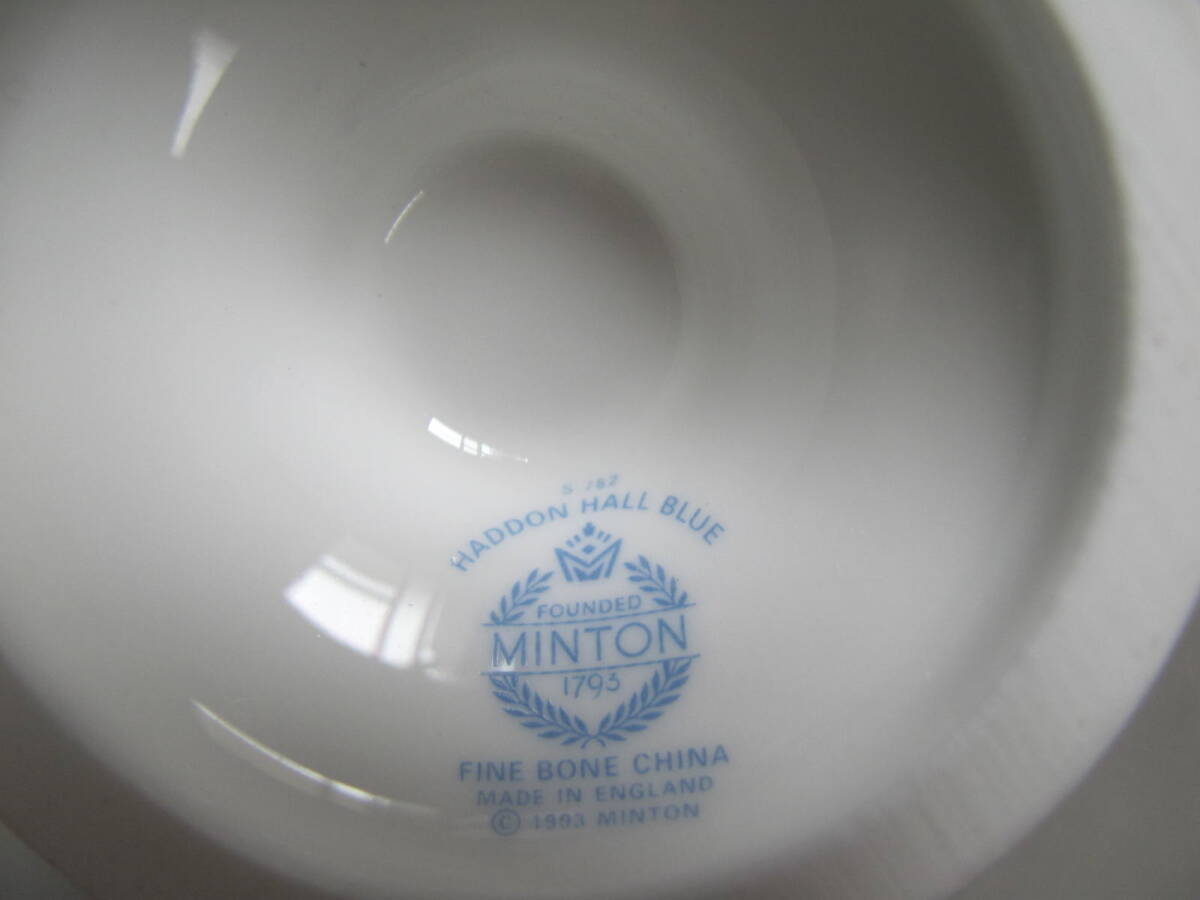 S 782
HADDON HALL BLUE
FOUNDED
MINTON
1793
FINE BONE CHINA
MADE IN ENGLAND
© 1993 MINTON